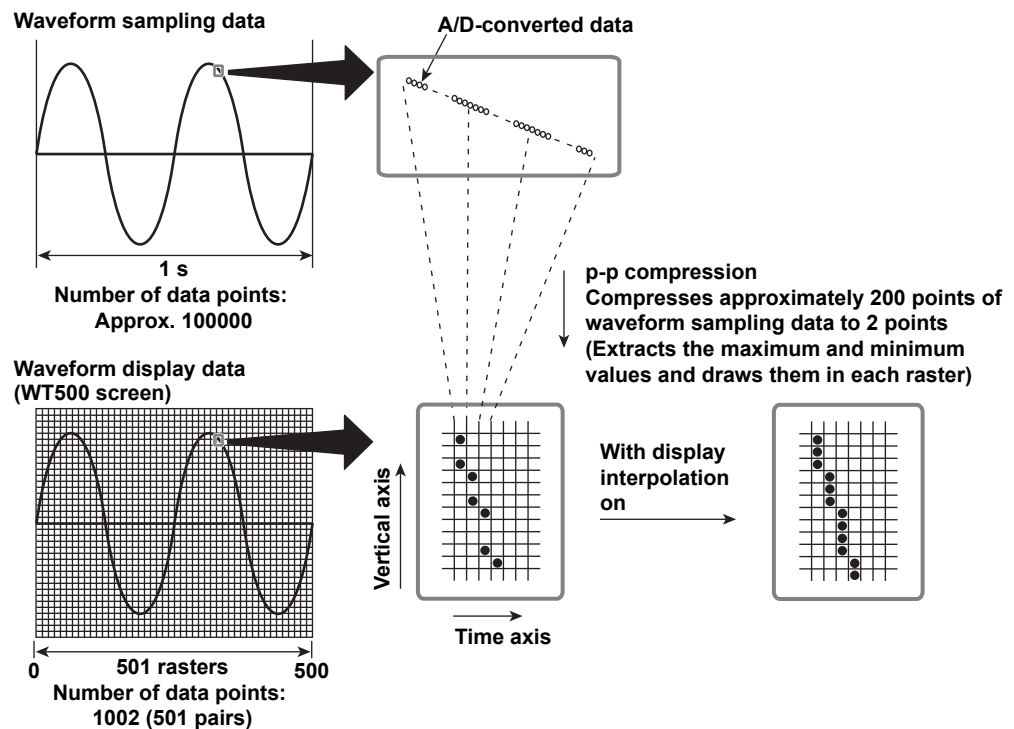 Waveform sampling data
A/D-converted data
1 s
Number of data points:
Approx. 100000
p-p compression
Compresses approximately 200 points of
waveform sampling data to 2 points
(Extracts the maximum and minimum
values and draws them in each raster)
Waveform display data
(WT500 screen)
Vertical axis
Time axis
With display
interpolation
on
0
501 rasters
500
Number of data points:
1002 (501 pairs)